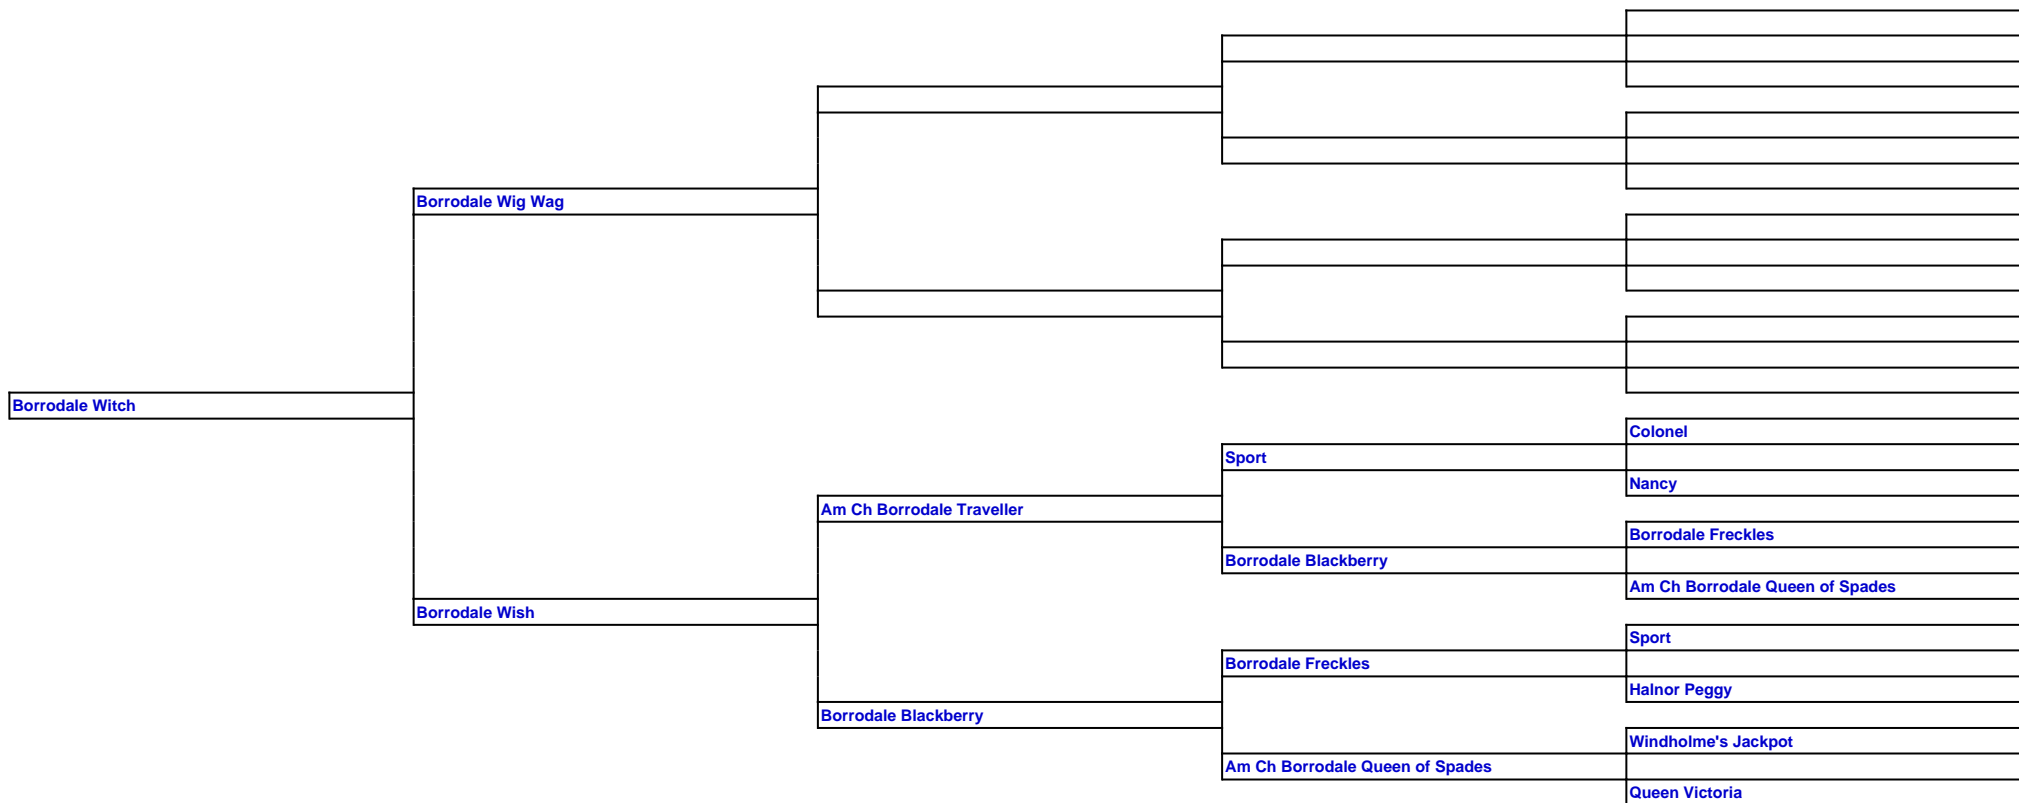 Borrodale Wig Wag
Borrodale Witch
Colonel
Sport
Nancy
Am Ch Borrodale Traveller
Borrodale Freckles
Borrodale Blackberry
Am Ch Borrodale Queen of Spades
Borrodale Wish
Sport
Borrodale Freckles
Halnor Peggy
Borrodale Blackberry
Windholme's Jackpot
Am Ch Borrodale Queen of Spades
Queen Victoria